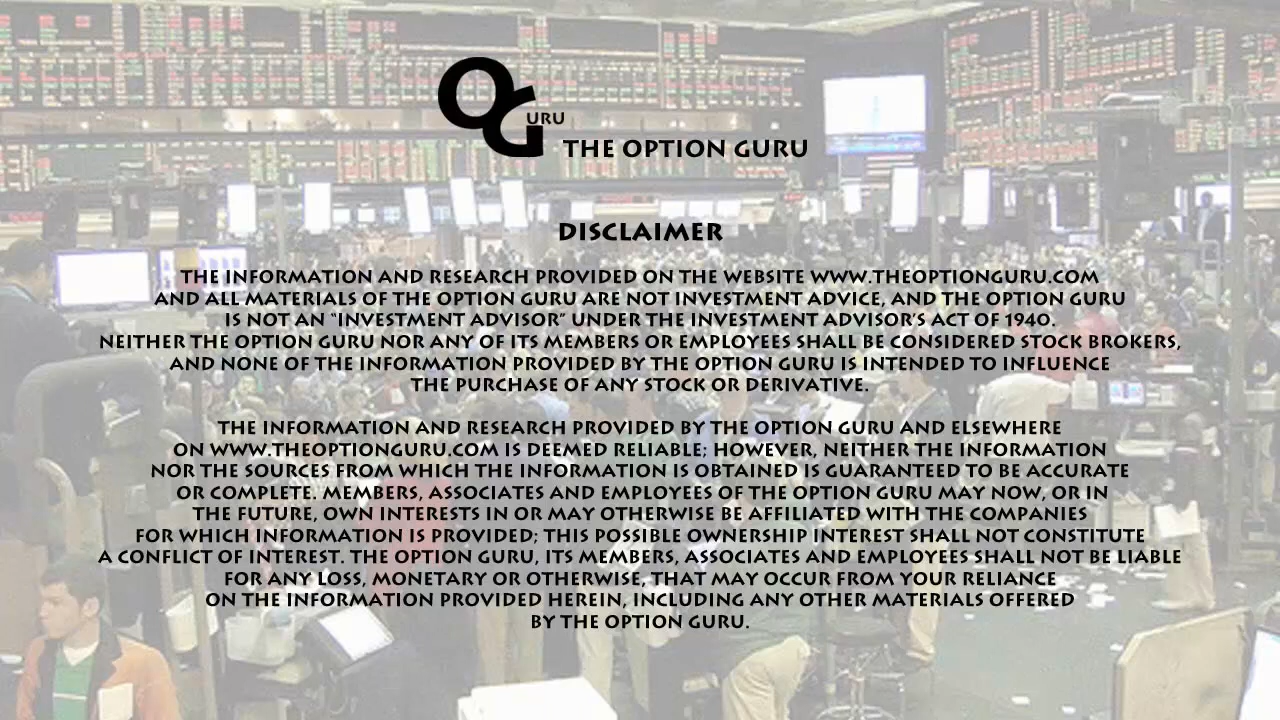 OG
URU
THE OPTION GURU
DISCLAIMER
THE INFORMATION AND RESEARCH PROVIDED ON THE WEBSITE WWW.THEOPTIONGURU.COM
AND ALL MATERIALS OF THE OPTION GURU ARE NOT INVESTMENT ADVICE, AND THE OPTION GURU
IS NOT AN “INVESTMENT ADVISOR” UNDER THE INVESTMENT ADVISOR’S ACT OF 1940.
NEITHER THE OPTION GURU NOR ANY OF ITS MEMBERS OR EMPLOYEES SHALL BE CONSIDERED STOCK BROKERS,
AND NONE OF THE INFORMATION PROVIDED BY THE OPTION GURU IS INTENDED TO INFLUENCE
THE PURCHASE OF ANY STOCK OR DERIVATIVE.
THE INFORMATION AND RESEARCH PROVIDED BY THE OPTION GURU AND ELSEWHERE
ON WWW.THEOPTIONGURU.COM IS DEEMED RELIABLE; HOWEVER, NEITHER THE INFORMATION
NOR THE SOURCES FROM WHICH THE INFORMATION IS OBTAINED IS GUARANTEED TO BE ACCURATE
OR COMPLETE. MEMBERS, ASSOCIATES AND EMPLOYEES OF THE OPTION GURU MAY NOW, OR IN
THE FUTURE, OWN INTERESTS IN OR MAY OTHERWISE BE AFFILIATED WITH THE COMPANIES
FOR WHICH INFORMATION IS PROVIDED; THIS POSSIBLE OWNERSHIP INTEREST SHALL NOT CONSTITUTE
A CONFLICT OF INTEREST. THE OPTION GURU, ITS MEMBERS, ASSOCIATES AND EMPLOYEES SHALL NOT BE LIABLE
FOR ANY LOSS, MONETARY OR OTHERWISE, THAT MAY OCCUR FROM YOUR RELIANCE
ON THE INFORMATION PROVIDED HEREIN, INCLUDING ANY OTHER MATERIALS OFFERED
BY THE OPTION GURU.